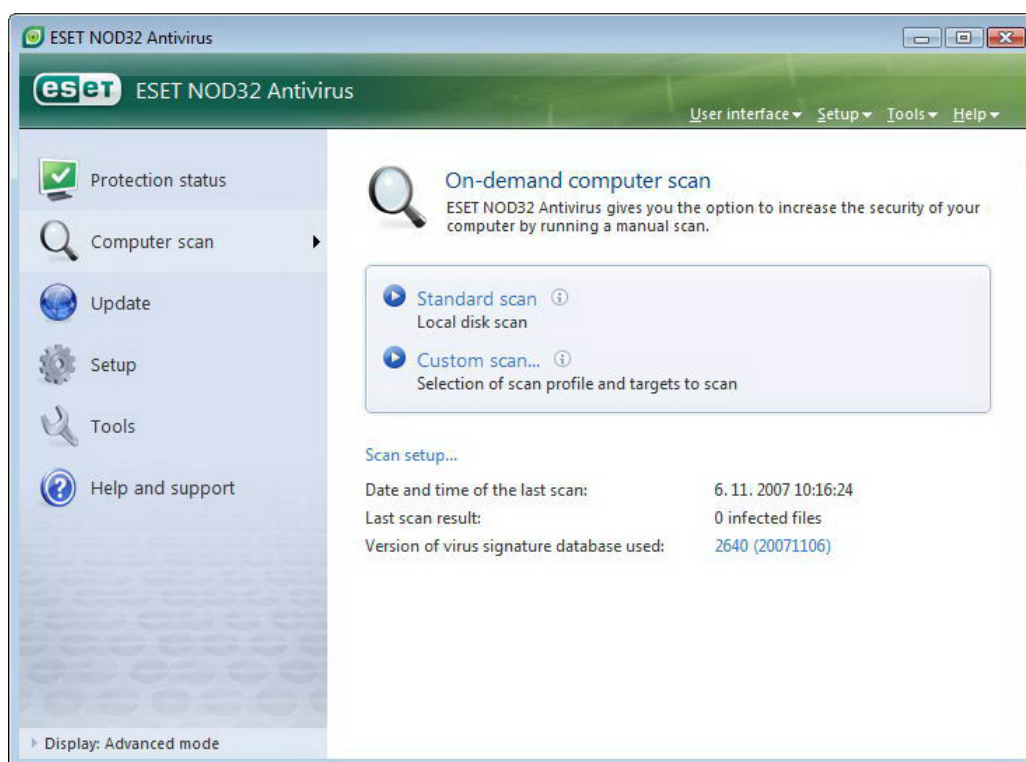 ESET NOD32 Antivirus
eset ESET NOD32 Antivirus
User interface Setup Tools Help
Protection status
Computer scan
Update
Setup
Tools
Help and support
Display: Advanced mode
On-demand computer scan
ESET NOD32 Antivirus gives you the option to increase the security of your
computer by running a manual scan.
Standard scan
Local disk scan
Custom scan...
Selection of scan profile and targets to scan
Scan setup...
Date and time of the last scan: 6. 11. 2007 10:16:24
Last scan result: 0 infected files
Version of virus signature database used: 2640 (20071106)